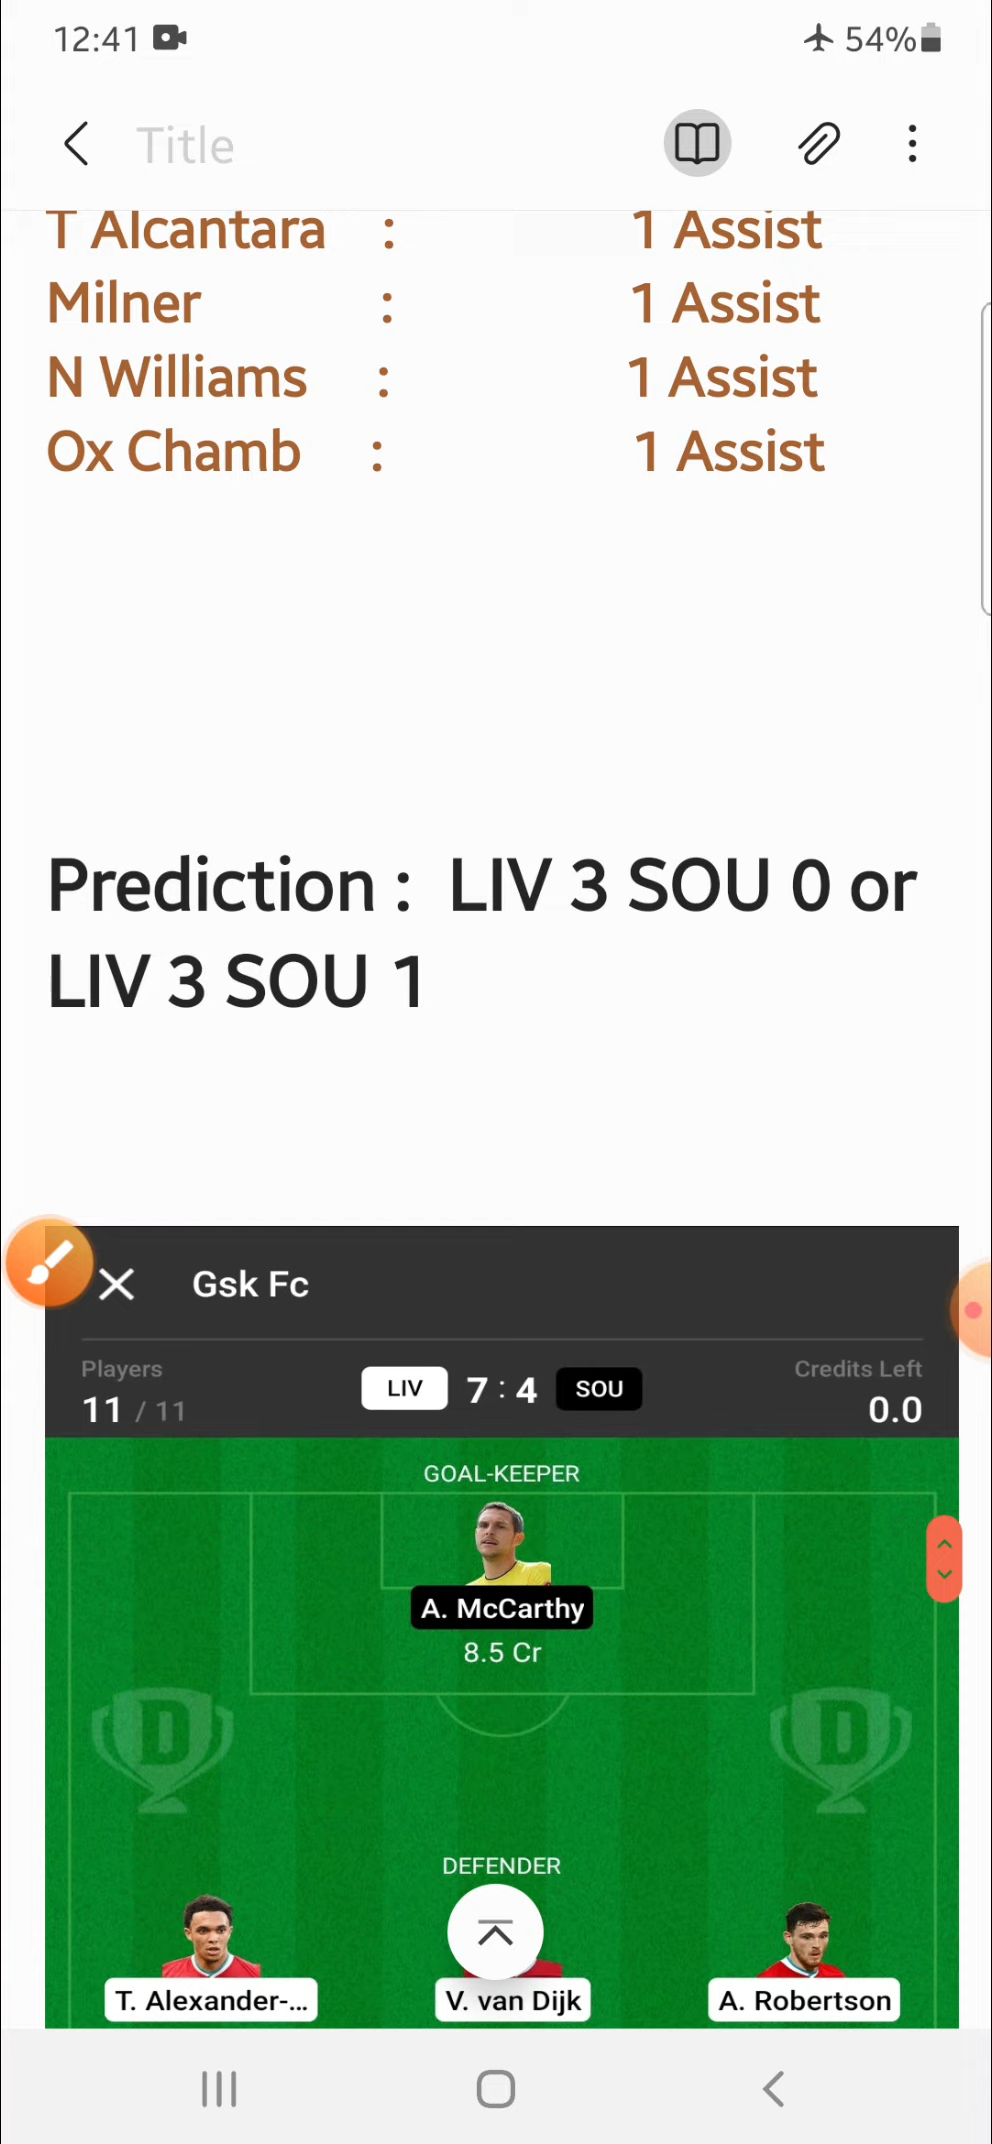 12:41 54%
Title
T Alcantara : 1 Assist
Milner : 1 Assist
N Williams : 1 Assist
Ox Chamb : 1 Assist
Prediction : LIV 3 SOU 0 or
LIV 3 SOU 1
Gsk Fc
Players Credits Left
11 / 11 LIV 7 : 4 SOU 0.0
GOAL-KEEPER
A. McCarthy
8.5 Cr
D D
DEFENDER
T. Alexander-... V. van Dijk A. Robertson